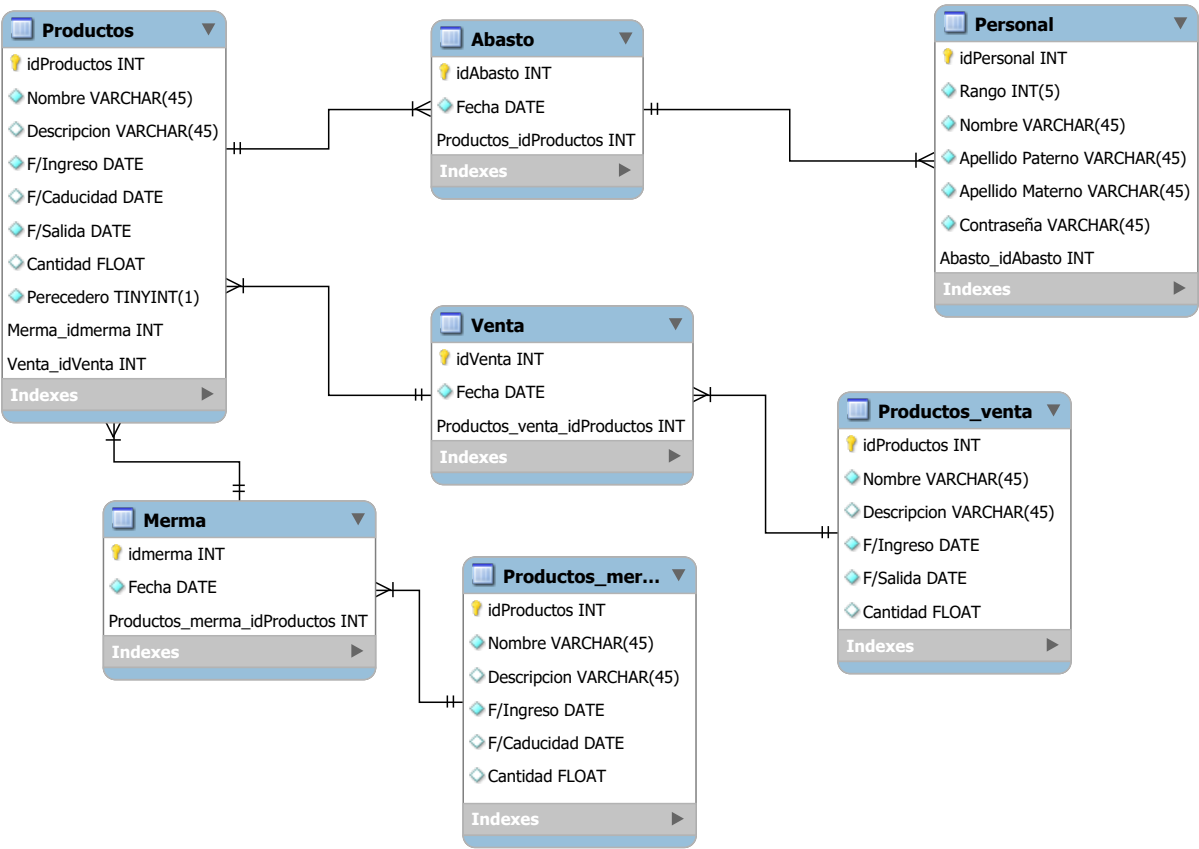 Productos
idProductos INT
Nombre VARCHAR(45)
Descripcion VARCHAR(45)
F/Ingreso DATE
F/Caducidad DATE
F/Salida DATE
Cantidad FLOAT
Perecedero TINYINT(1)
Merma_idmerma INT
Venta_idVenta INT
Indexes
Abasto
idAbasto INT
Fecha DATE
Productos_idProductos INT
Indexes
Personal
idPersonal INT
Rango INT(5)
Nombre VARCHAR(45)
Apellido Paterno VARCHAR(45)
Apellido Materno VARCHAR(45)
Contraseña VARCHAR(45)
Abasto_idAbasto INT
Indexes
Venta
idVenta INT
Fecha DATE
Productos_venta_idProductos INT
Indexes
Productos_venta
idProductos INT
Nombre VARCHAR(45)
Descripcion VARCHAR(45)
F/Ingreso DATE
F/Salida DATE
Cantidad FLOAT
Indexes
Merma
idmerma INT
Fecha DATE
Productos_merma_idProductos INT
Indexes
Productos_mer...
idProductos INT
Nombre VARCHAR(45)
Descripcion VARCHAR(45)
F/Ingreso DATE
F/Caducidad DATE
Cantidad FLOAT
Indexes